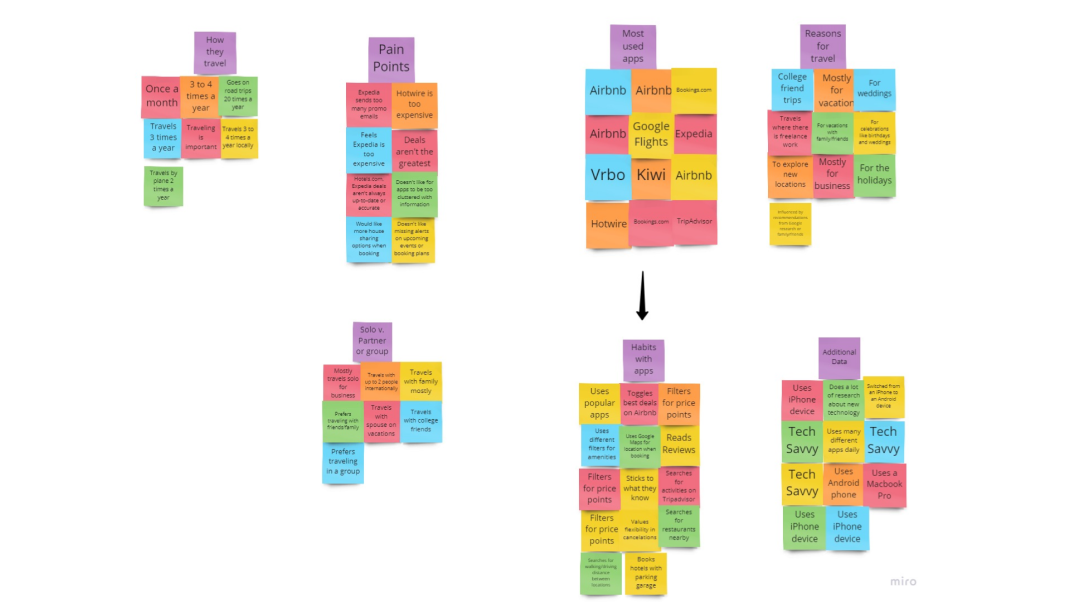 How
they
travel
Once a
month
3 to 4
times a
year
Goes on
road trips
20 times a
year
Travels
3 times
a year
Traveling
is
important
Travels 3 to
4 times a
year locally
Travels by
plane 2
times a
year
Pain
Points
Expedia
sends too
many promo
emails
Hotwire is
too
expensive
Feels
Expedia is
too
expensive
Deals
aren't the
greatest
Hotels.com,
Expedia deals
aren't always
up-to-date or
accurate
Doesn't like for
apps to be too
cluttered with
information
Would like
more house
sharing
options when
booking
Doesn't like
missing alerts
on upcoming
events or
booking plans
Most
used
apps
Airbnb
Airbnb
Bookings.com
Airbnb
Google
Flights
Expedia
Vrbo
Kiwi
Airbnb
Hotwire
Bookings.com
TripAdvisor
Reasons
for
travel
College
friend
trips
Mostly
for
vacation
For
weddings
Travels
where there
is freelance
work
For vacations
with
family/friends
For
celebrations
like birthdays
and weddings
To explore
new
locations
Mostly
for
business
For the
holidays
Influenced by
recommendations
from Google
research or
family/friends
Solo v.
Partner
or group
Mostly
travels solo
for
business
Travels with
up to 2 people
internationally
Travels
with family
mostly
Prefers
traveling with
friends/family
Travels
with
spouse on
vacations
Travels
with college
friends
Prefers
traveling
in a group
Habits
with
apps
Uses
popular
apps
Toggles
best deals
on Airbnb
Filters
for price
points
Uses
different
filters for
amenities
Uses Google
Maps for
location when
booking
Reads
Reviews
Filters
for price
points
Sticks to
what they
know
Searches
for
activities on
Tripadvisor
Filters
for price
points
Values
flexibility in
cancelations
Searches
for
restaurants
nearby
Searches for
walking/driving
distance
between
locations
Books
hotels with
parking
garage
Additional
Data
Uses
iPhone
device
Does a lot
of research
about new
technology
Switched from
an iPhone to
an Android
device
Tech
Savvy
Uses many
different
apps daily
Tech
Savvy
Tech
Savvy
Uses
Android
phone
Uses a
Macbook
Pro
Uses
iPhone
device
Uses
iPhone
device
miro